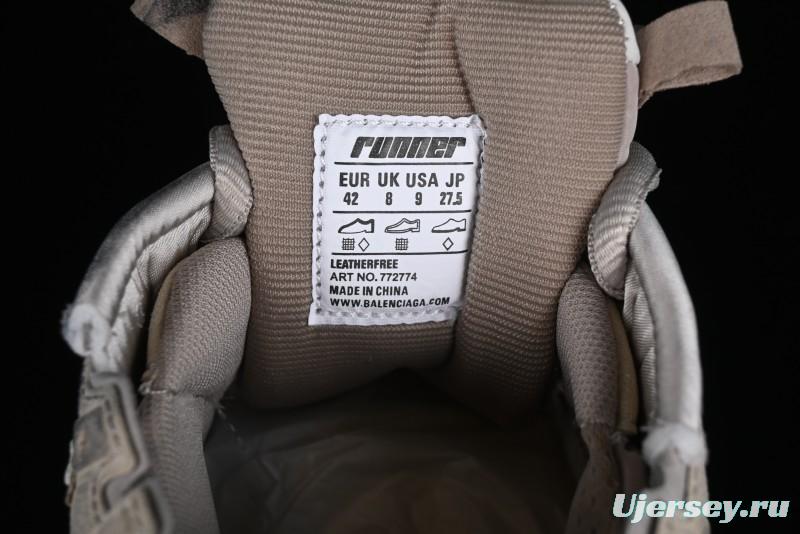 runner
EUR UK USA JP
42 8 9 27.5
LEATHERFREE
ART NO. 772774
MADE IN CHINA
WWW.BALENCIAGA.COM
Ujersey.ru